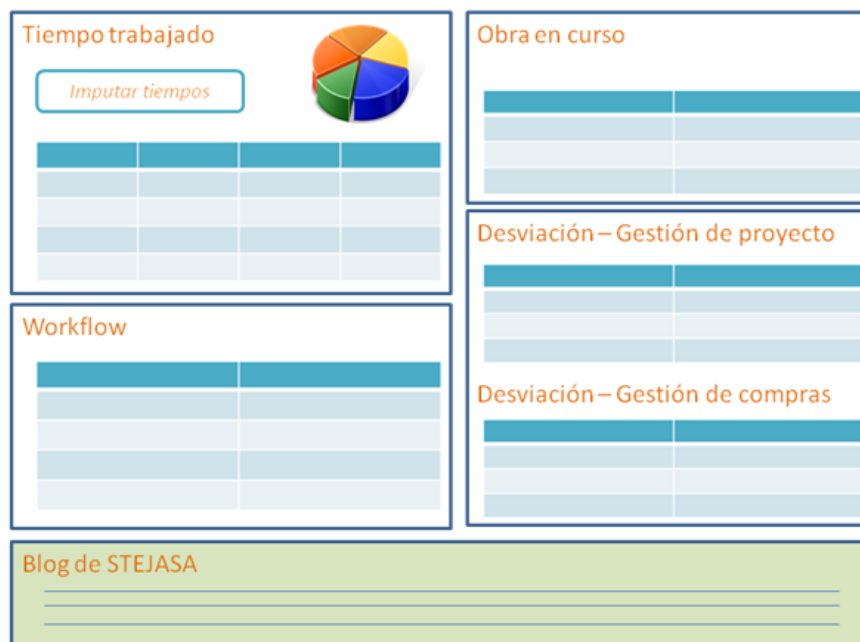 Tiempo trabajado
Imputar tiempos
Workflow
Obra en curso
Desviación – Gestión de proyecto
Desviación – Gestión de compras
Blog de STEJASA